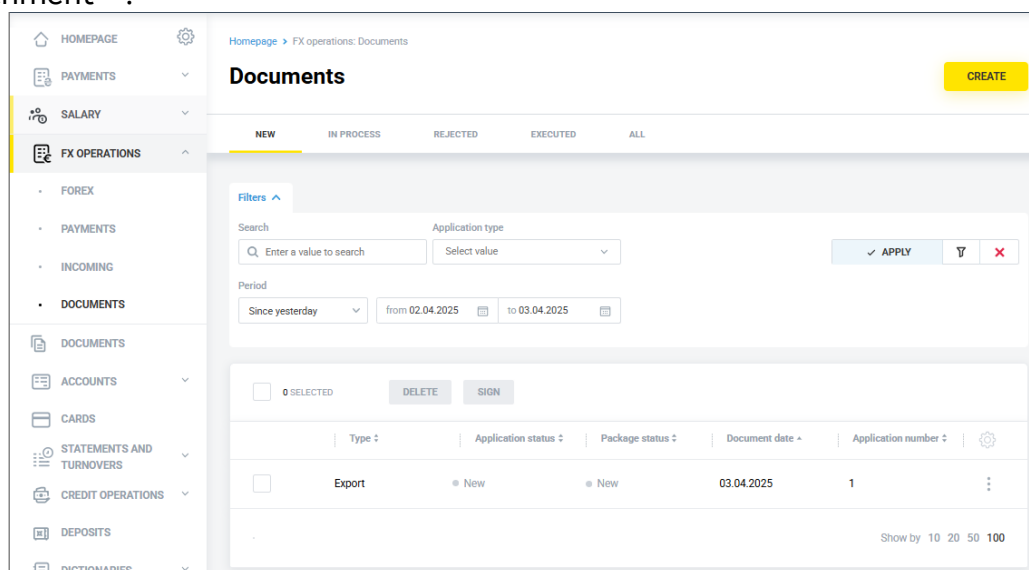 HOMEPAGE
PAYMENTS
SALARY
FX OPERATIONS
FOREX
PAYMENTS
INCOMING
DOCUMENTS
DOCUMENTS
ACCOUNTS
CARDS
STATEMENTS AND
TURNOVERS
CREDIT OPERATIONS
DEPOSITS
DICTIONARIES
Homepage > FX operations: Documents
Documents
CREATE
NEW IN PROCESS REJECTED EXECUTED ALL
Filters
Search Application type
Enter a value to search Select value APPLY
Period
Since yesterday from 02.04.2025 to 03.04.2025
0 SELECTED DELETE SIGN
Type Application status Package status Document date Application number
Export New New 03.04.2025 1
Show by 10 20 50 100